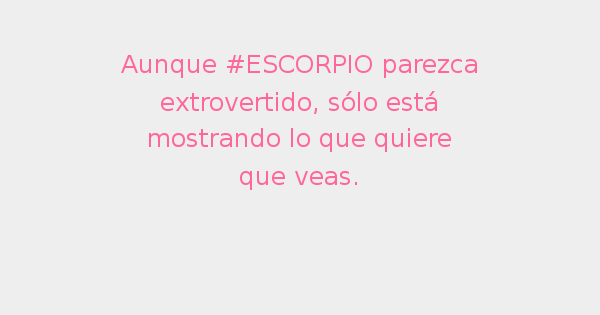 Aunque #ESCORPIO parezca
extrovertido, sólo está
mostrando lo que quiere
que veas.